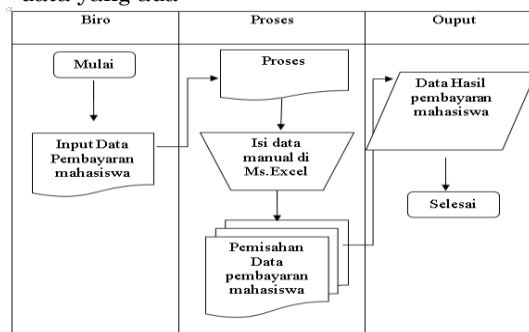 data yang ada
Biro
Proses
Ouput
Mulai
Input Data
Pembayaran
mahasiswa
Proses
Isi data
manual di
Ms.Excel
Pemisahan
Data
pembayaran
mahasiswa
Data Hasil
pembayaran
mahasiswa
Selesai